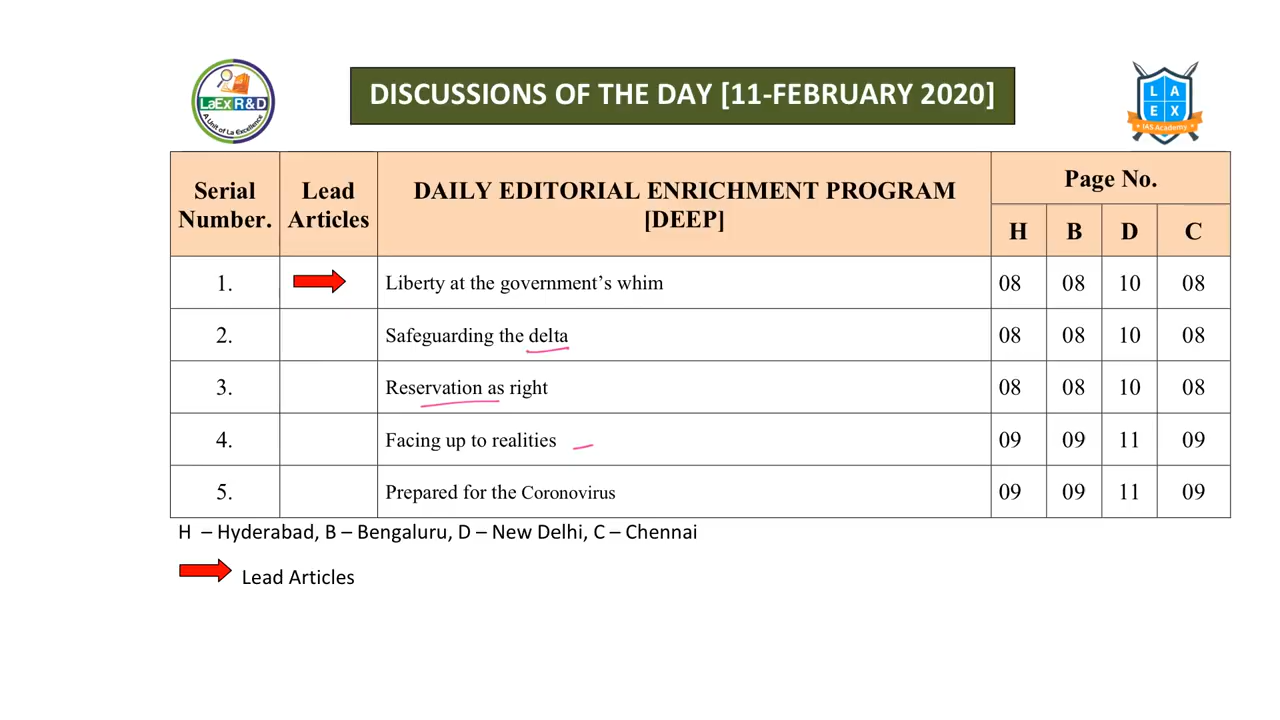 LaEx R&D
A Unit of La Excellence
DISCUSSIONS OF THE DAY [11-FEBRUARY 2020]
L A
E X
IAS Academy
Serial Number. Lead Articles DAILY EDITORIAL ENRICHMENT PROGRAM [DEEP] Page No.
H B D C
1. Liberty at the government’s whim 08 08 10 08
2. Safeguarding the delta 08 08 10 08
3. Reservation as right 08 08 10 08
4. Facing up to realities 09 09 11 09
5. Prepared for the Coronovirus 09 09 11 09
H – Hyderabad, B – Bengaluru, D – New Delhi, C – Chennai
Lead Articles